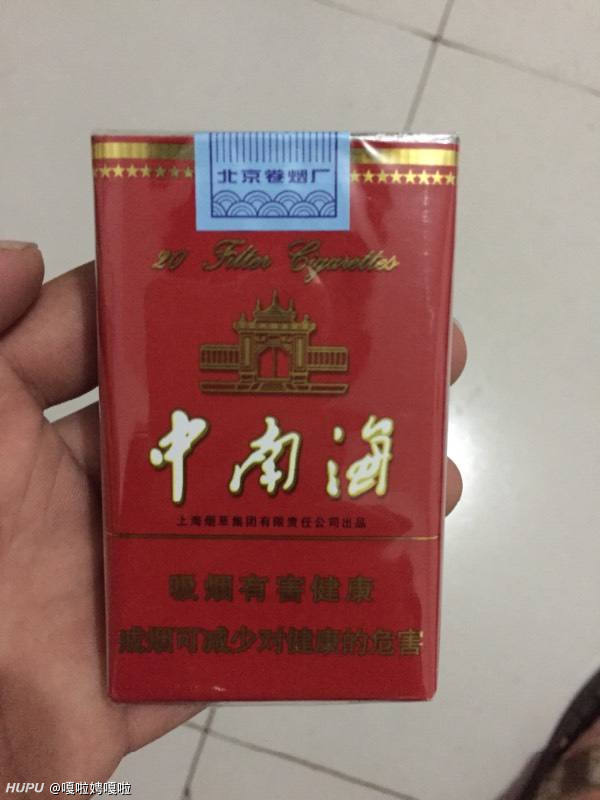 北京卷烟厂
20 Filter Cigarettes
中南海
上海烟草集团有限责任公司出品
吸烟有害健康
戒烟可减少对健康的危害
HUPU @嘎啦娉嘎啦